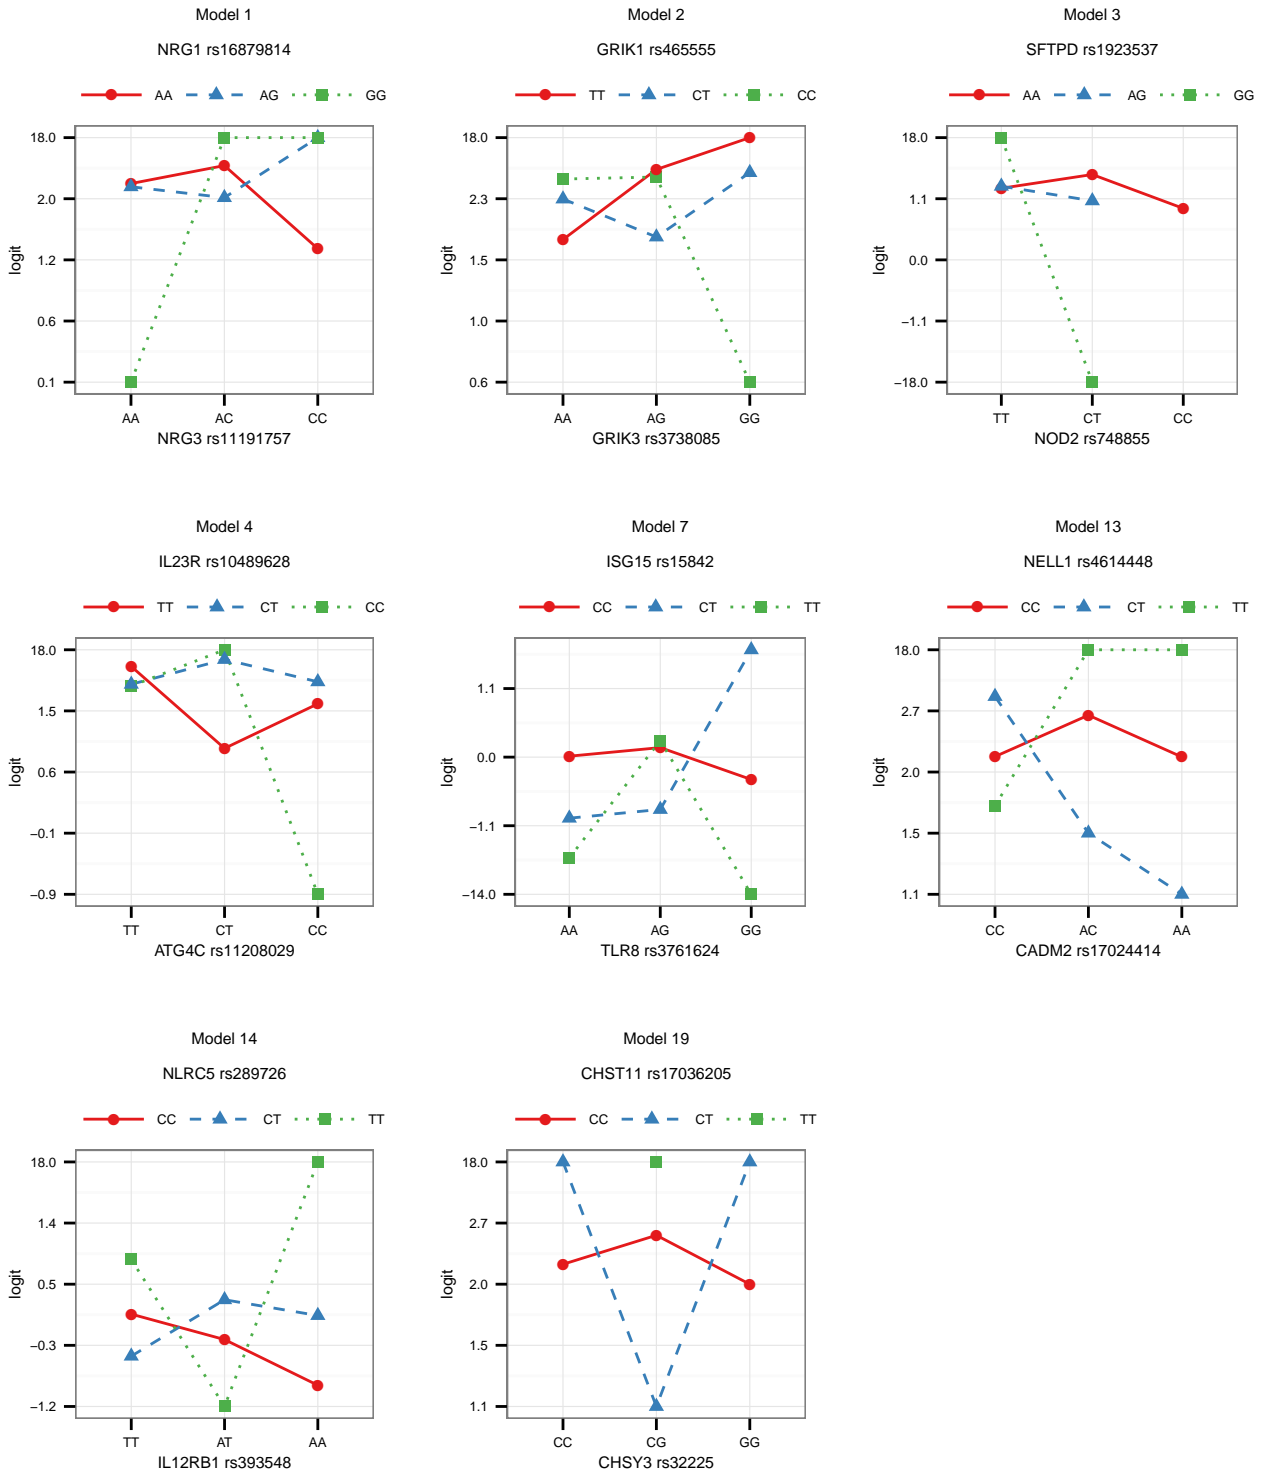 Model 1
NRG1 rs16879814
AA AG GG
18.0
2.0
1.2
0.6
0.1
logit
AA AC CC
NRG3 rs11191757
Model 2
GRIK1 rs465555
TT CT CC
18.0
2.3
1.5
1.0
0.6
logit
AA AG GG
GRIK3 rs3738085
Model 3
SFTPD rs1923537
AA AG GG
18.0
1.1
0.0
−1.1
−18.0
logit
TT CT CC
NOD2 rs748855
Model 4
IL23R rs10489628
TT CT CC
18.0
1.5
0.6
−0.1
−0.9
logit
TT CT CC
ATG4C rs11208029
Model 7
ISG15 rs15842
CC CT TT
1.1
0.0
−1.1
−14.0
logit
AA AG GG
TLR8 rs3761624
Model 13
NELL1 rs4614448
CC CT TT
18.0
2.7
2.0
1.5
1.1
logit
CC AC AA
CADM2 rs17024414
Model 14
NLRC5 rs289726
CC CT TT
18.0
1.4
0.5
−0.3
−1.2
logit
TT AT AA
IL12RB1 rs393548
Model 19
CHST11 rs17036205
CC CT TT
18.0
2.7
2.0
1.5
1.1
logit
CC CG GG
CHSY3 rs32225